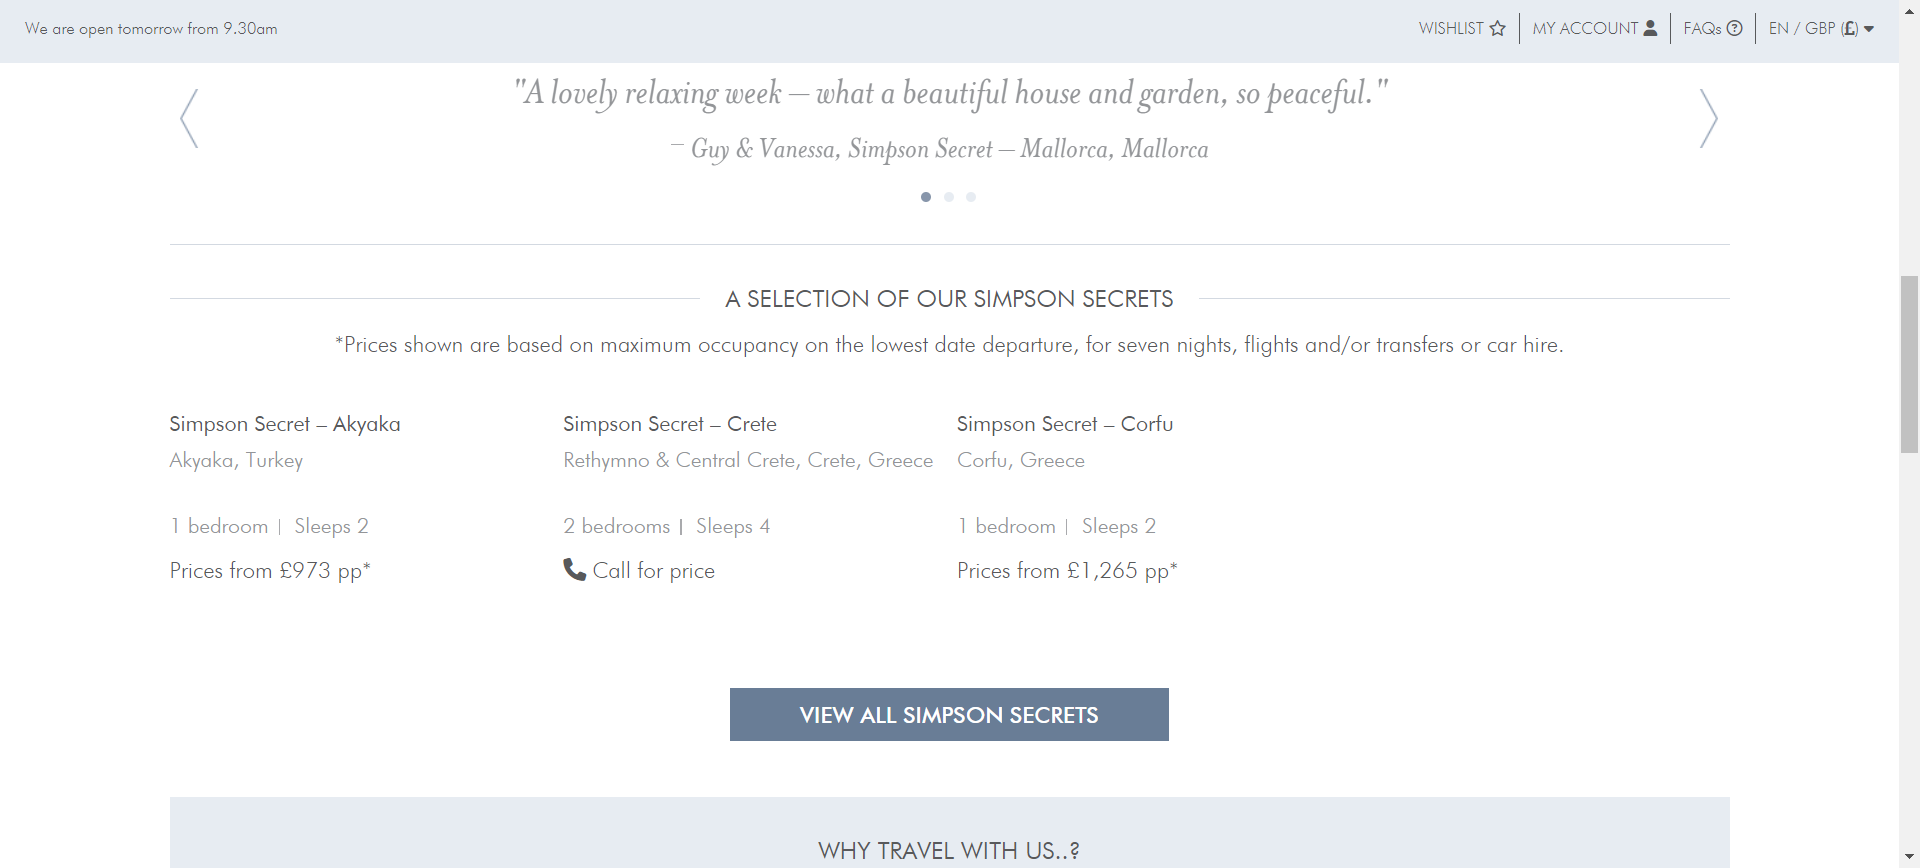 We are open tomorrow from 9.30am
WISHLIST
MY ACCOUNT
FAQs
EN / GBP (£)
"A lovely relaxing week – what a beautiful house and garden, so peaceful."
– Guy & Vanessa, Simpson Secret – Mallorca, Mallorca
A SELECTION OF OUR SIMPSON SECRETS
*Prices shown are based on maximum occupancy on the lowest date departure, for seven nights, flights and/or transfers or car hire.
Simpson Secret – Akyaka
Akyaka, Turkey
1 bedroom | Sleeps 2
Prices from £973 pp*
Simpson Secret – Crete
Rethymno & Central Crete, Crete, Greece
2 bedrooms | Sleeps 4
Call for price
Simpson Secret – Corfu
Corfu, Greece
1 bedroom | Sleeps 2
Prices from £1,265 pp*
VIEW ALL SIMPSON SECRETS
WHY TRAVEL WITH US..?